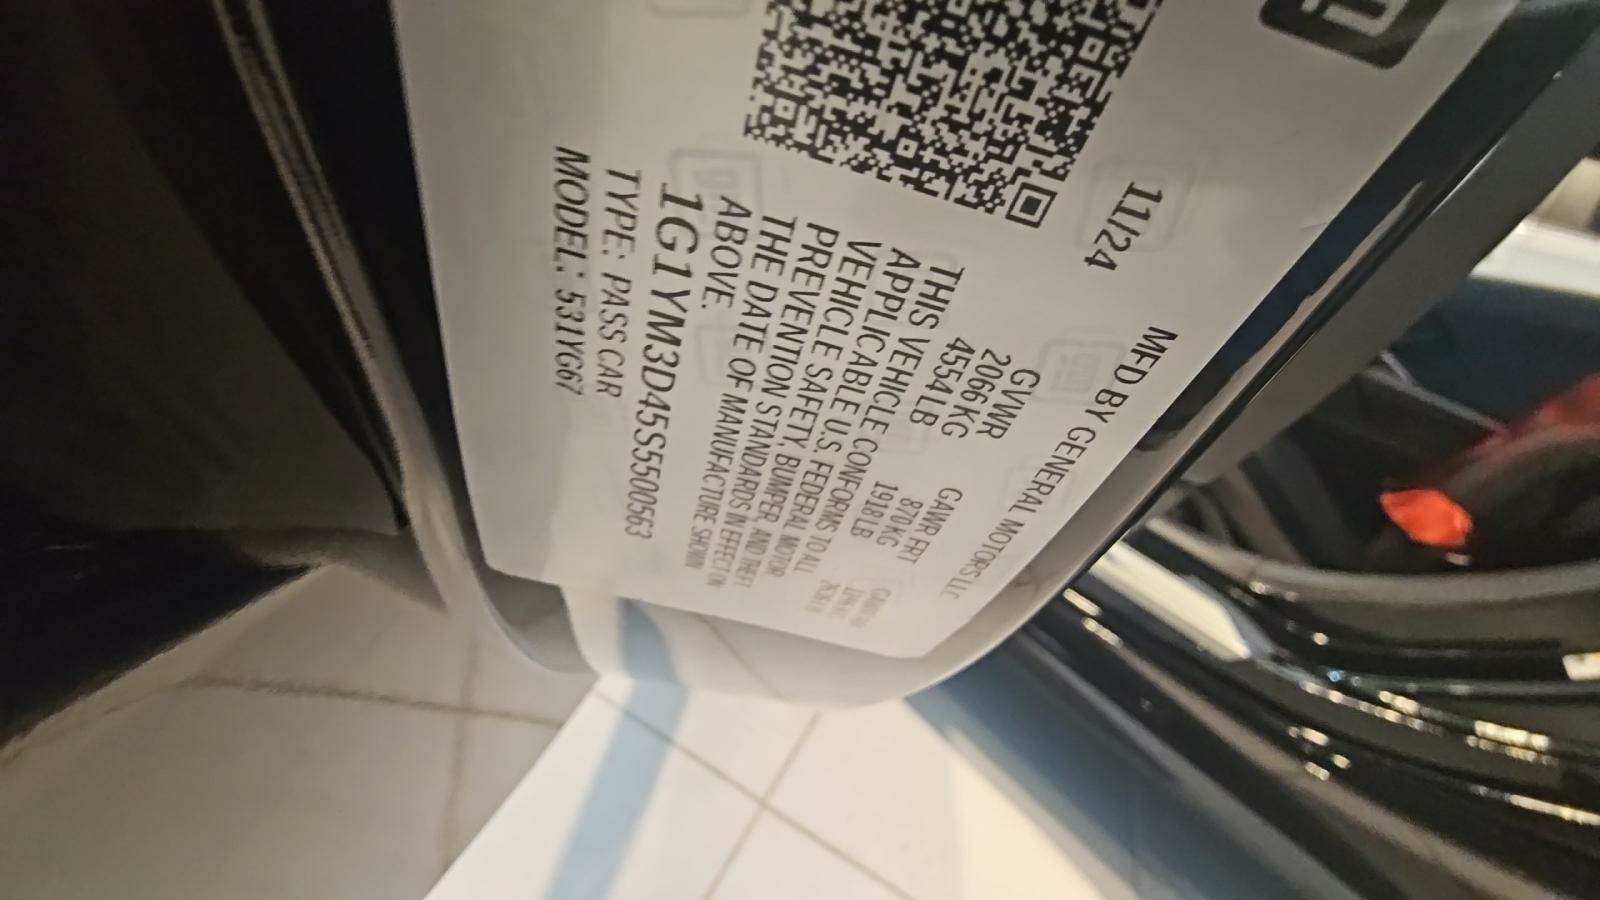 MFD BY GENERAL MOTORS LLC
11/24
GVWR GAWR FRT
2066 KG 870 KG
4554 LB 1918 LB
THIS VEHICLE CONFORMS TO ALL
APPLICABLE U.S. FEDERAL MOTOR
VEHICLE SAFETY, BUMPER, AND THEFT
PREVENTION STANDARDS IN EFFECT ON
THE DATE OF MANUFACTURE SHOWN
ABOVE.
1G1YM3D45S5500563
TYPE: PASS CAR
MODEL: 531YG67